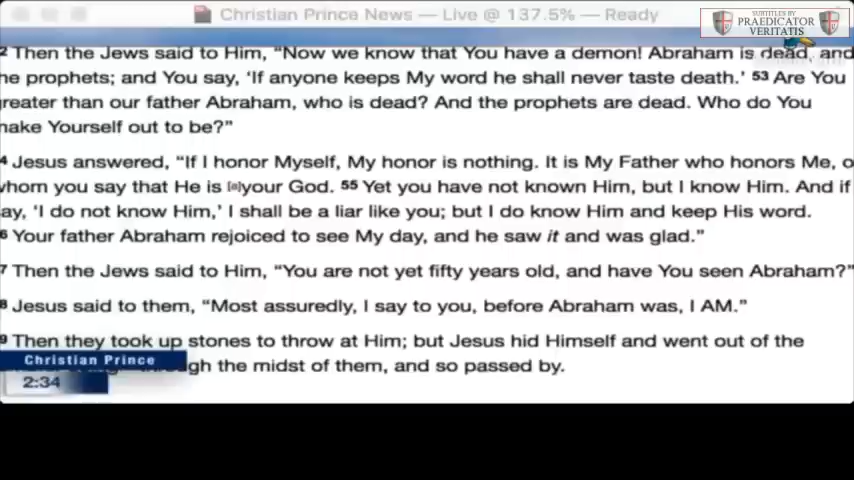 Christian Prince News — Live @ 137.5% — Ready
SUBTITLES BY
PRAEDICATOR
VERITATIS
2 Then the Jews said to Him, “Now we know that You have a demon! Abraham is dead and
he prophets; and You say, ‘If anyone keeps My word he shall never taste death.’ 53 Are You
reater than our father Abraham, who is dead? And the prophets are dead. Who do You
nake Yourself out to be?”
4 Jesus answered, “If I honor Myself, My honor is nothing. It is My Father who honors Me, o
whom you say that He is [a]your God. 55 Yet you have not known Him, but I know Him. And if
ay, ‘I do not know Him,’ I shall be a liar like you; but I do know Him and keep His word.
6 Your father Abraham rejoiced to see My day, and he saw it and was glad.”
7 Then the Jews said to Him, “You are not yet fifty years old, and have You seen Abraham?”
8 Jesus said to them, “Most assuredly, I say to you, before Abraham was, I AM.”
9 Then they took up stones to throw at Him; but Jesus hid Himself and went out of the
Christian Prince
the midst of them, and so passed by.
2:34